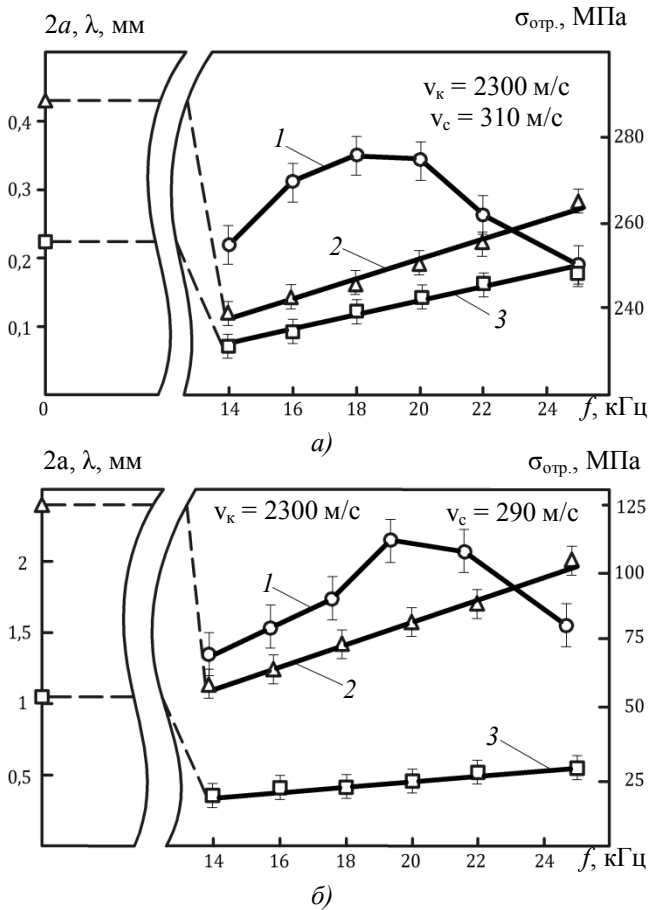 2a, λ, мм
σотр., МПа
vк = 2300 м/с
vс = 310 м/с
0,4
0,3
0,2
0,1
280
260
240
1
2
3
0
14
16
18
20
22
24
f, кГц
а)
2а, λ, мм
σотр., МПа
vк = 2300 м/с
vс = 290 м/с
2
1,5
1
0,5
125
100
75
50
25
1
2
3
14
16
18
20
22
24
f, кГц
б)